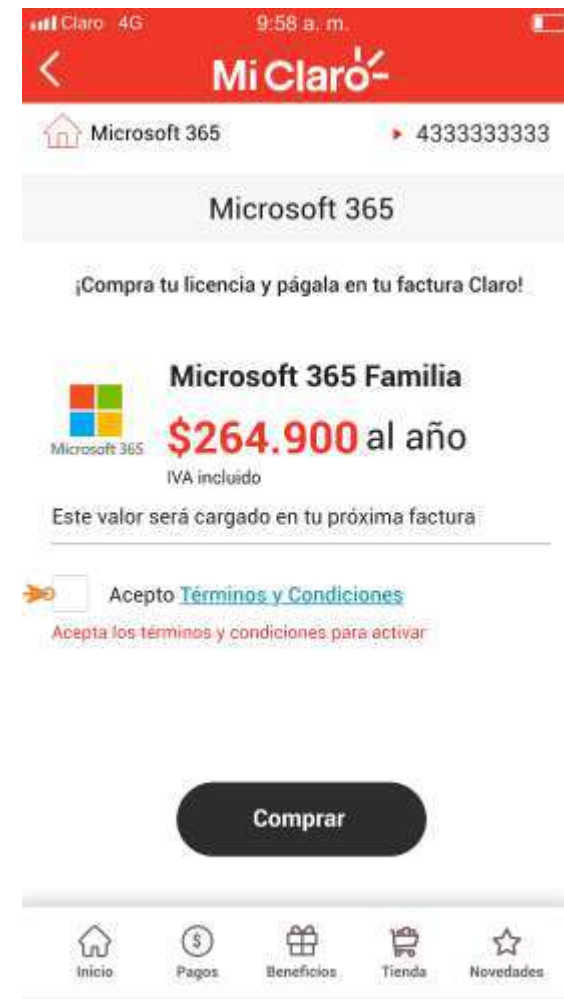 Claro 4G 9:58 a. m.
Mi Claro
Microsoft 365 4333333333
Microsoft 365
¡Compra tu licencia y págala en tu factura Claro!
Microsoft 365 Familia
Microsoft 365
$264.900 al año
IVA incluido
Este valor será cargado en tu próxima factura
Acepto Términos y Condiciones
Acepta los términos y condiciones para activar
Comprar
Inicio Pagos Beneficios Tienda Novedades